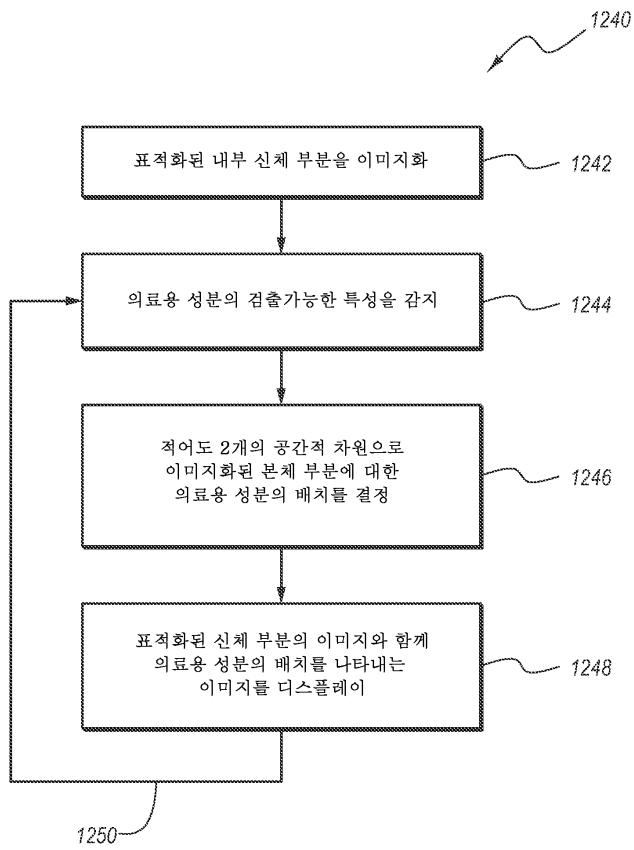 1240
표적화된 내부 신체 부분을 이미지화
1242
의료용 성분의 검출가능한 특성을 감지
1244
적어도 2개의 공간적 차원으로
이미지화된 본체 부분에 대한
의료용 성분의 배치를 결정
1246
표적화된 신체 부분의 이미지와 함께
의료용 성분의 배치를 나타내는
이미지를 디스플레이
1248
1250